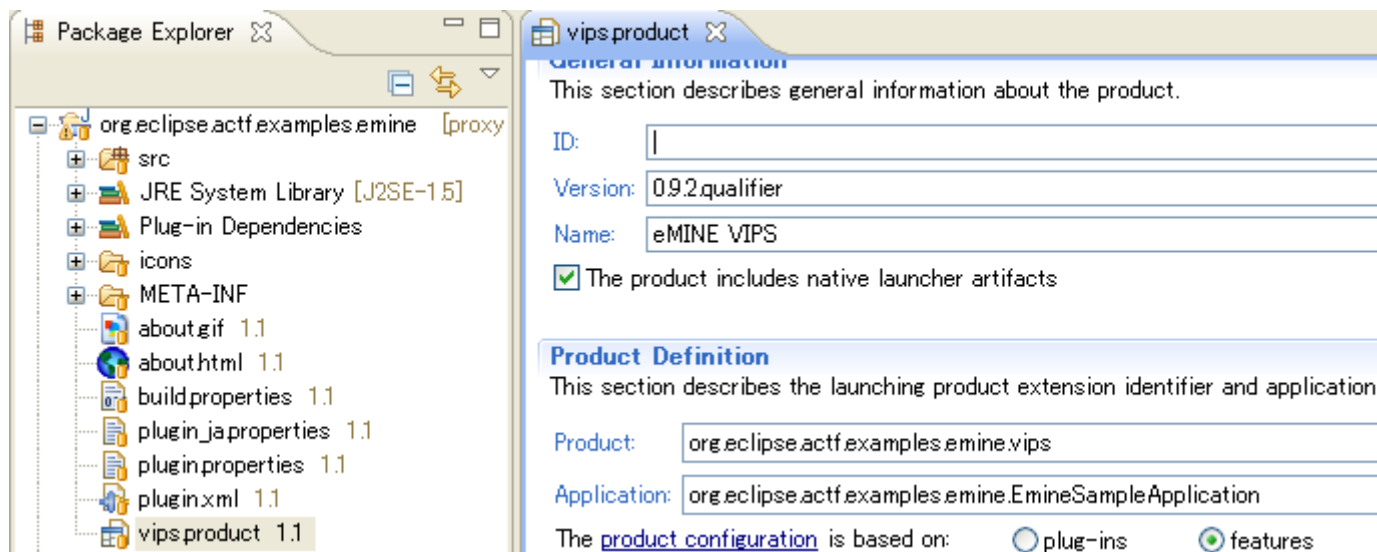 Package Explorer
org.eclipse.actf.examples.emine [proxy
src
JRE System Library [J2SE-1.5]
Plug-in Dependencies
icons
META-INF
about.gif 1.1
about.html 1.1
build.properties 1.1
plugin_ja.properties 1.1
plugin.properties 1.1
plugin.xml 1.1
vips.product 1.1
vips.product
General Information
This section describes general information about the product.
ID:
Version: 0.9.2.qualifier
Name: eMINE VIPS
The product includes native launcher artifacts
Product Definition
This section describes the launching product extension identifier and application
Product: org.eclipse.actf.examples.emine.vips
Application: org.eclipse.actf.examples.emine.EmineSampleApplication
The product configuration is based on: plug-ins features